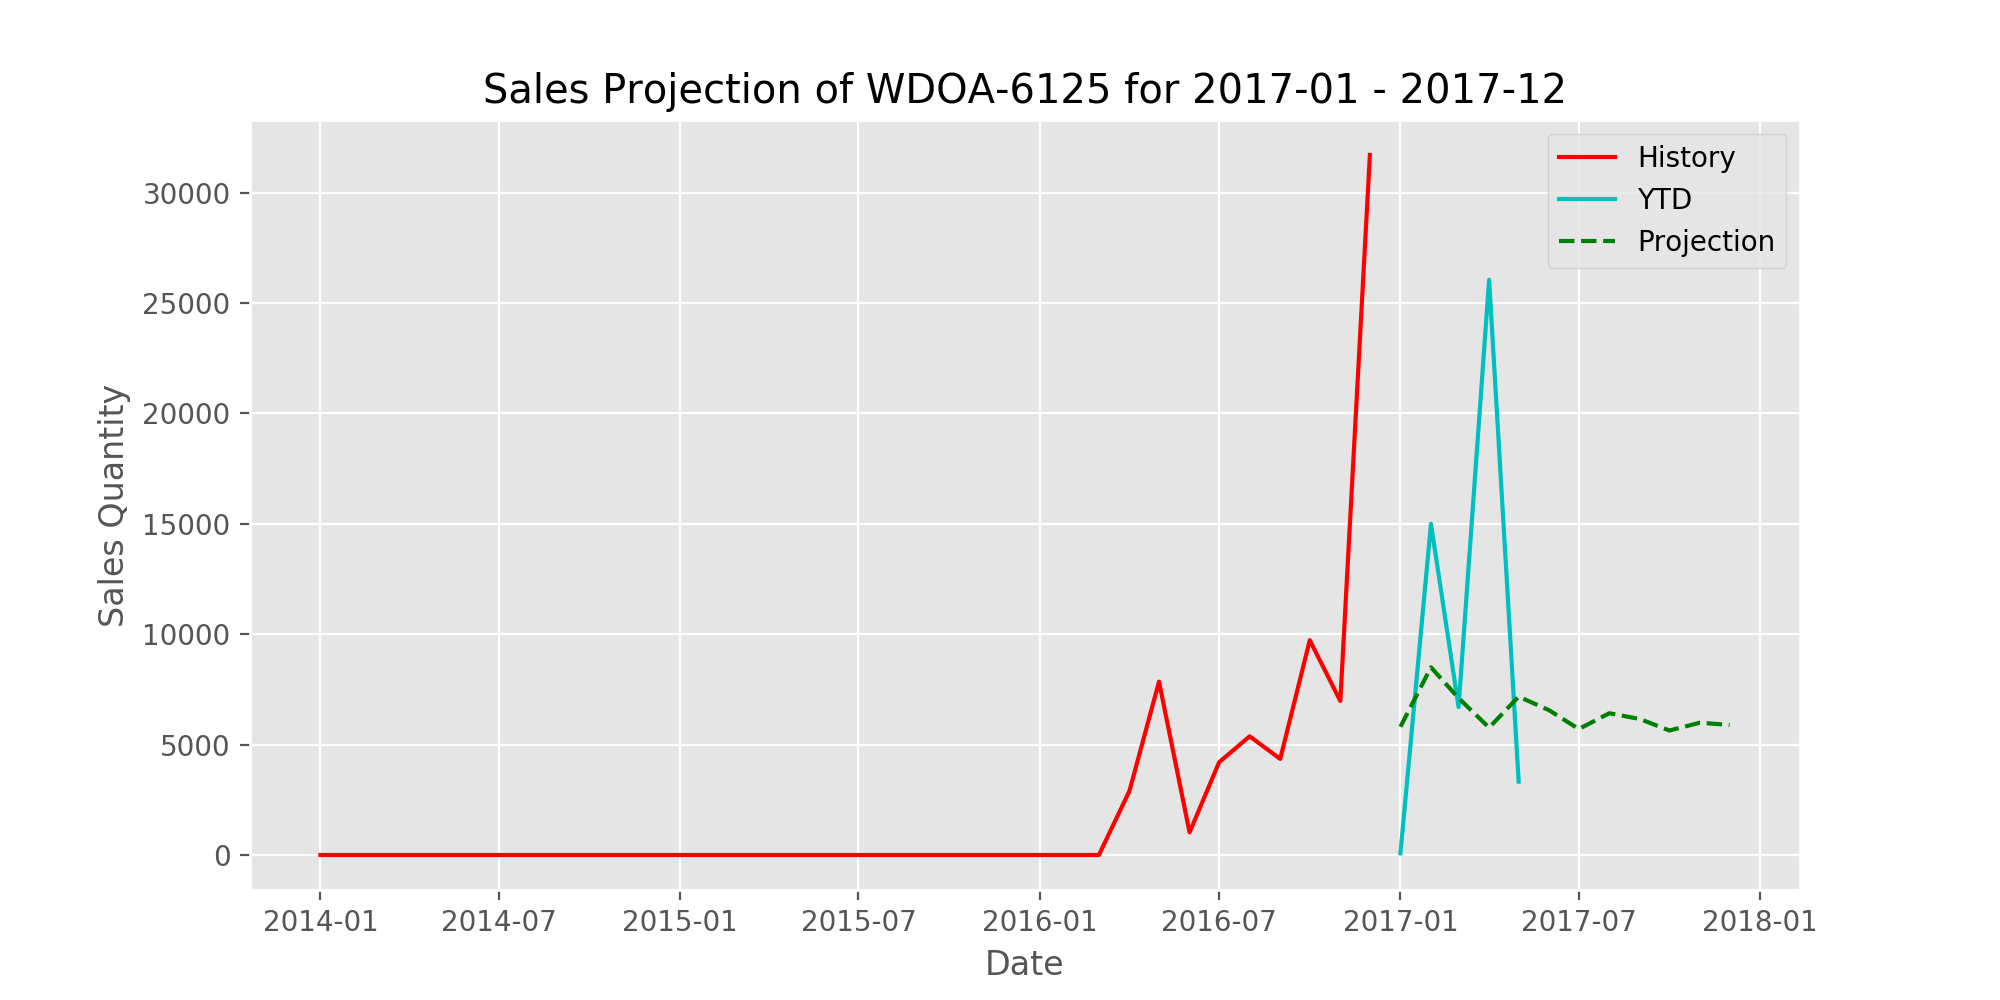 Sales Projection of WDOA-6125 for 2017-01 - 2017-12
History
YTD
Projection
Sales Quantity
30000
25000
20000
15000
10000
5000
0
2014-01 2014-07 2015-01 2015-07 2016-01 2016-07 2017-01 2017-07 2018-01
Date